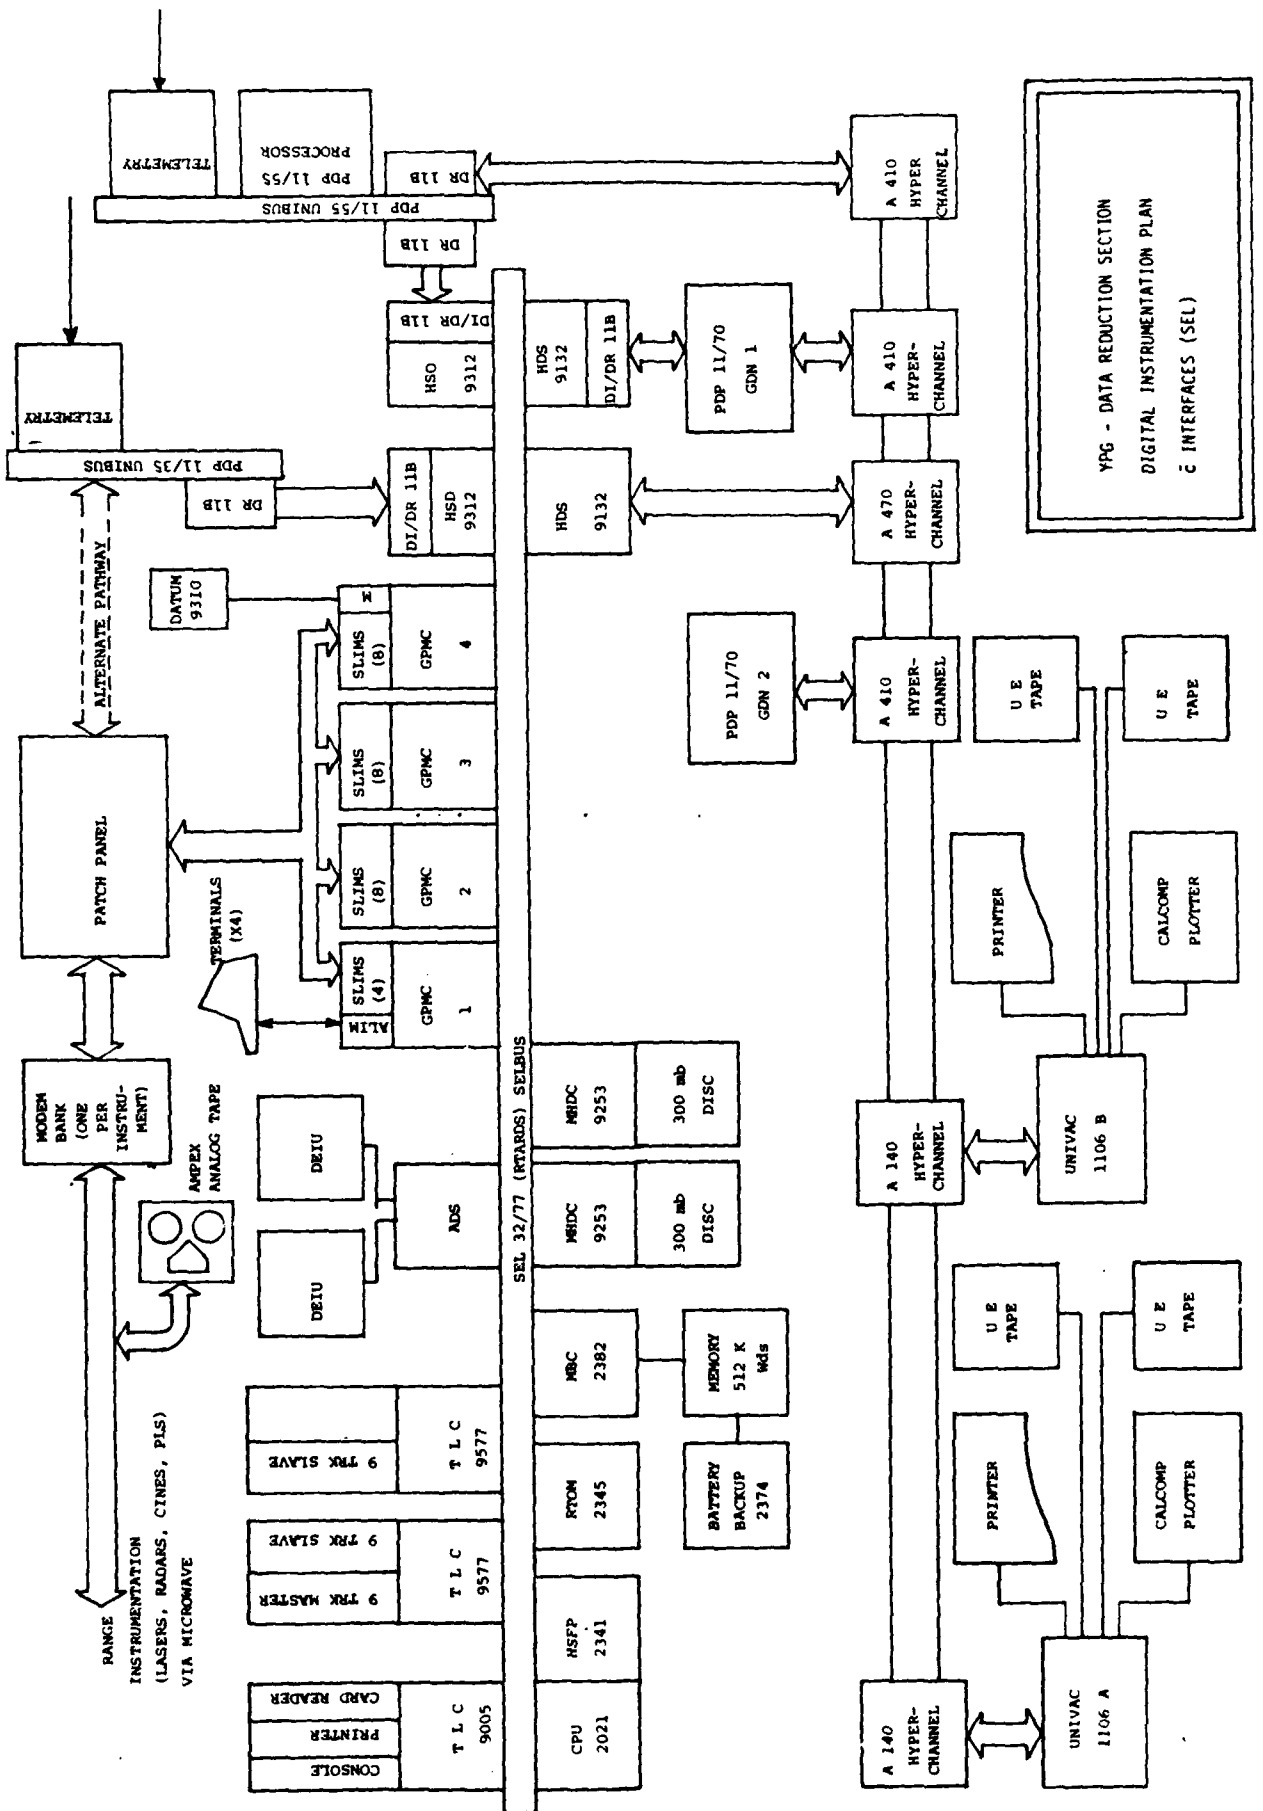 RANGE
INSTRUMENTATION
(LASERS, RADARS, CINES, PLS)
VIA MICROWAVE
MODEM
BANK
(ONE
PER
INSTRU-
MENT)
AMPEX
ANALOG TAPE
PATCH PANEL
ALTERNATE PATHWAY
TELEMETRY
PDP 11/35 UNIBUS
DR 11B
TELEMETRY
PDP 11/55
PROCESSOR
DR 11B
PDP 11/55 UNIBUS
DR 11B
TERMINALS
(X4)
DATUM
9310
CONSOLE
PRINTER
CARD READER
T L C
9005
9 TRK MASTER
9 TRK SLAVE
T L C
9577
9 TRK SLAVE
T L C
9577
DEIU
DEIU
ADS
ALIM
SLIMS
(4)
GPMC
1
SLIMS
(8)
GPMC
2
SLIMS
(8)
GPMC
3
SLIMS
(8)
M
GPMC
4
DI/DR 11B
HSD
9312
HSO
9312
DI/DR 11B
SEL 32/77 (RTARDS) SELBUS
CPU
2021
HSFP
2341
RTOM
2345
MBC
2382
MHDC
9253
300 mb
DISC
MHDC
9253
300 mb
DISC
HDS
9132
HDS
9132
DI/DR 11B
BATTERY
BACKUP
2374
MEMORY
512 K
Wds
PDP 11/70
GDN 2
PDP 11/70
GDN 1
A 140
HYPER-
CHANNEL
A 140
HYPER-
CHANNEL
A 410
HYPER-
CHANNEL
A 470
HYPER-
CHANNEL
A 410
HYPER-
CHANNEL
A 410
HYPER
CHANNEL
UNIVAC
1106 A
PRINTER
CALCOMP
PLOTTER
U E
TAPE
U E
TAPE
UNIVAC
1106 B
PRINTER
CALCOMP
PLOTTER
U E
TAPE
U E
TAPE
YPG - DATA REDUCTION SECTION
DIGITAL INSTRUMENTATION PLAN
c̄ INTERFACES (SEL)